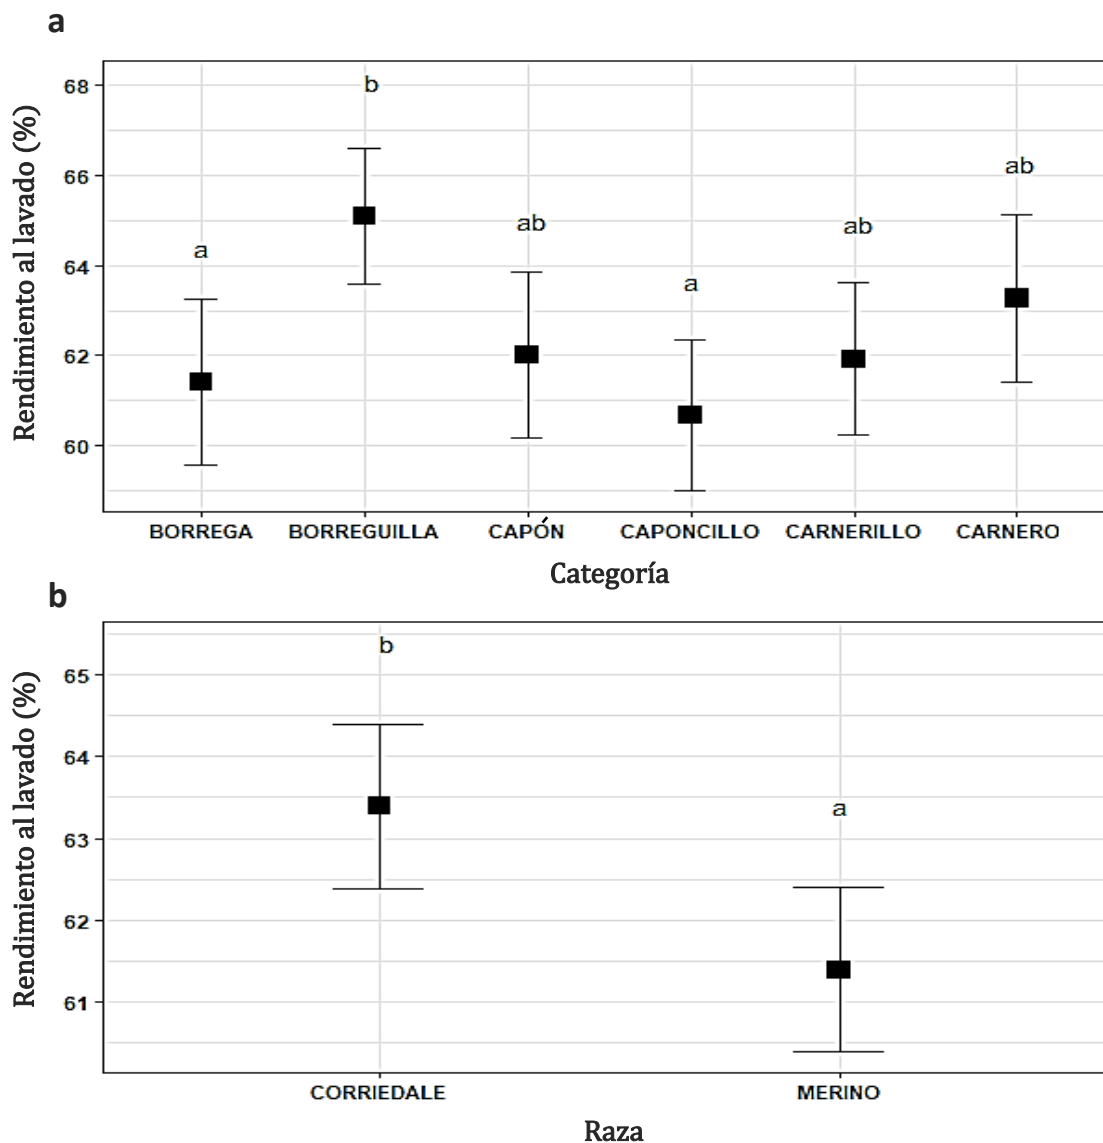 a
Rendimiento al lavado (%)
68
66
64
62
60
a
b
ab
a
ab
ab
BORREGA
BORREGUILLA
CAPÓN
CAPONCILLO
CARNERILLO
CARNERO
Categoría
b
Rendimiento al lavado (%)
65
64
63
62
61
b
a
CORRIEDALE
MERINO
Raza